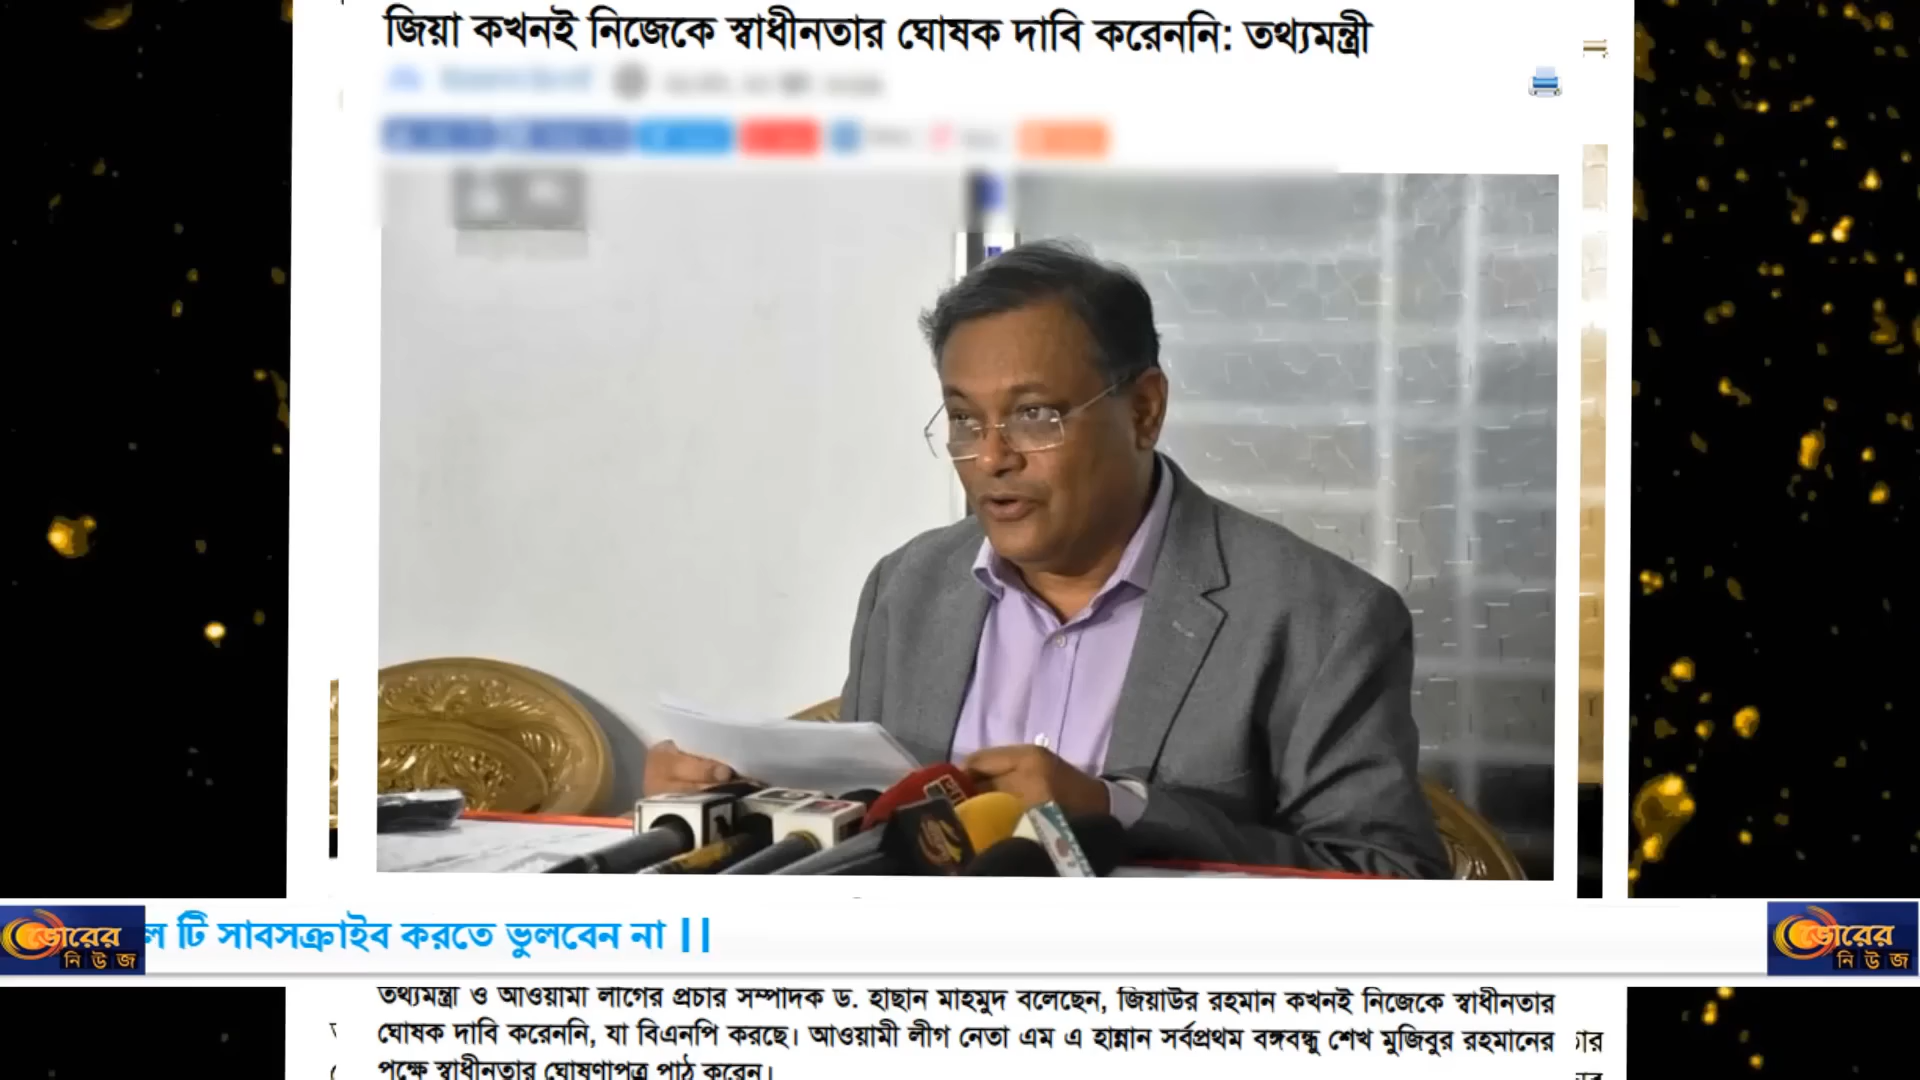 জিয়া কখনই নিজেকে স্বাধীনতার ঘোষক দাবি করেননি: তথ্যমন্ত্রী
ভোরের
নিউজ
ল টি সাবসক্রাইব করতে ভুলবেন না ||
ভোরের
নিউজ
তথ্যমন্ত্রী ও আওয়ামী লীগের প্রচার সম্পাদক ড. হাছান মাহমুদ বলেছেন, জিয়াউর রহমান কখনই নিজেকে স্বাধীনতার
ঘোষক দাবি করেননি, যা বিএনপি করছে। আওয়ামী লীগ নেতা এম এ হান্নান সর্বপ্রথম বঙ্গবন্ধু শেখ মুজিবুর রহমানের
পক্ষে স্বাধীনতার ঘোষণাপত্র পাঠ করেন।